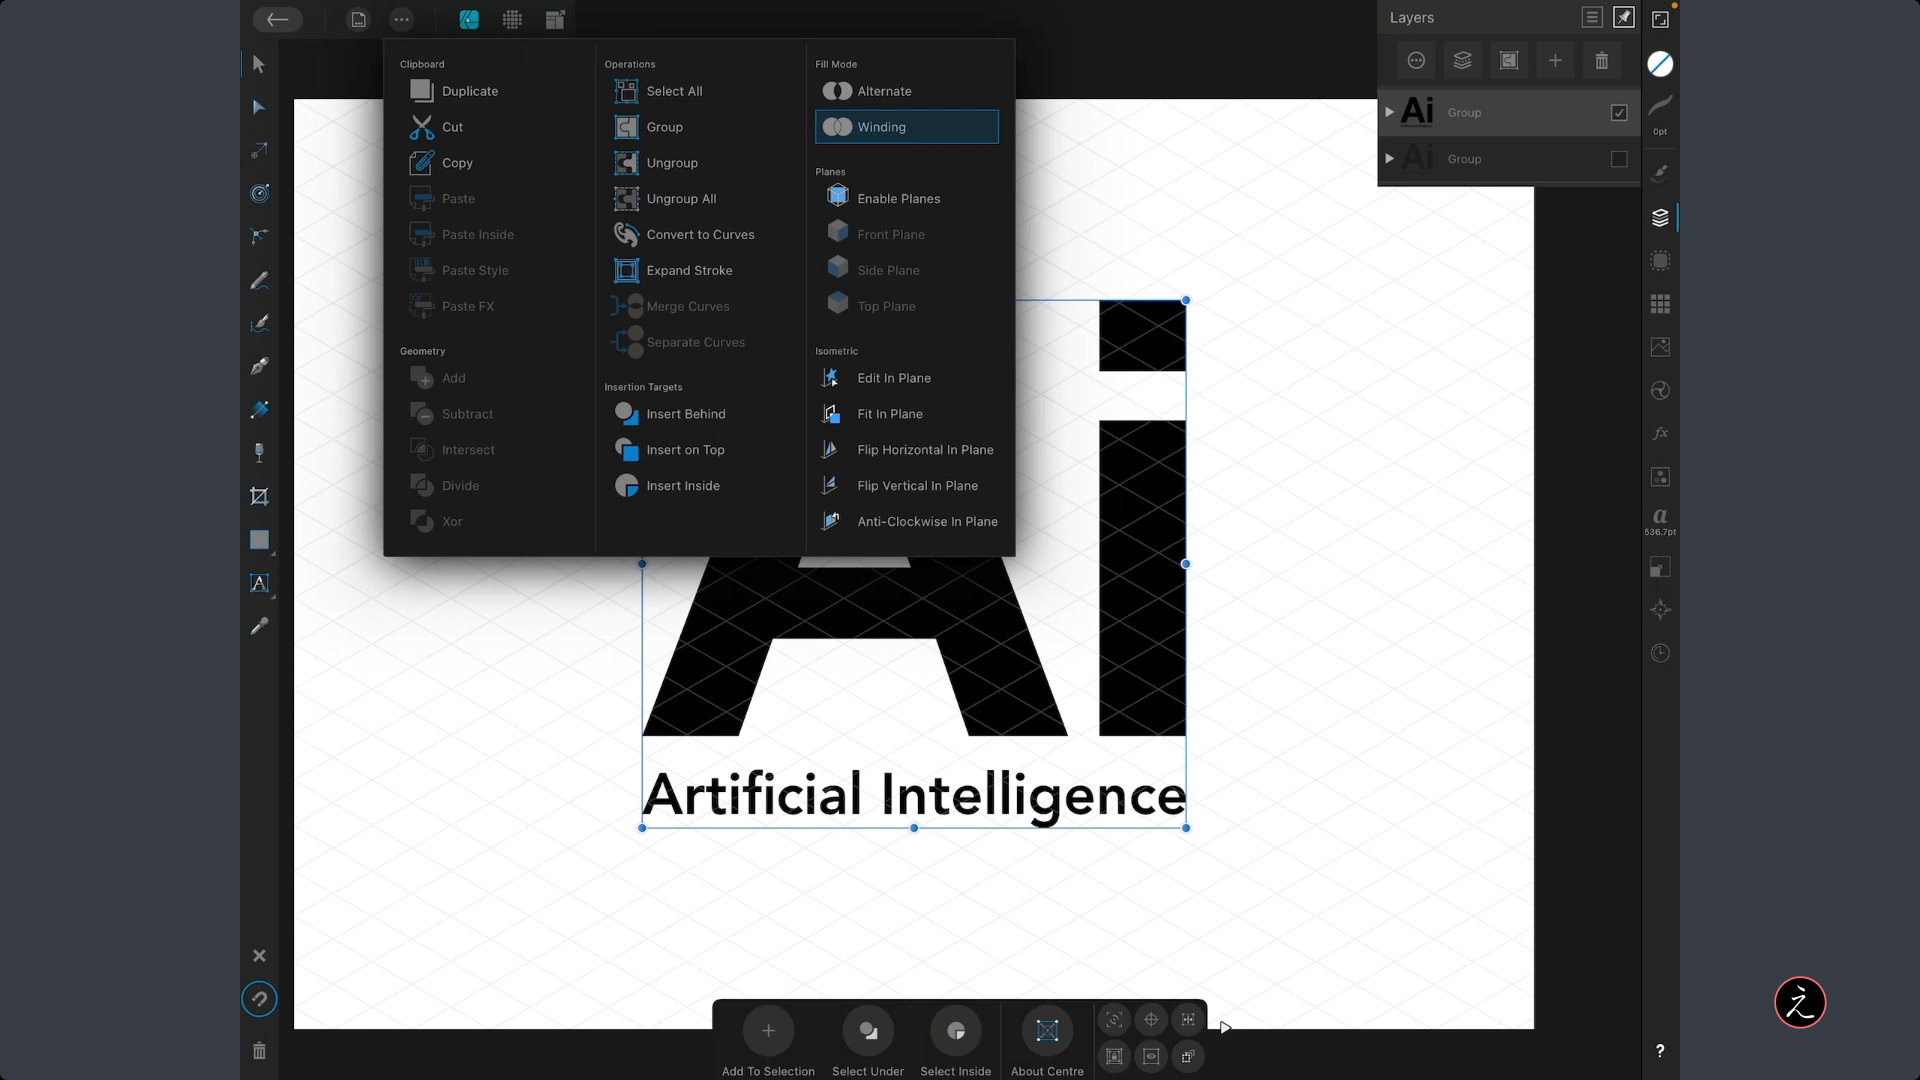 Clipboard
Duplicate
Cut
Copy
Paste
Paste Inside
Paste Style
Paste FX
Geometry
Add
Subtract
Intersect
Divide
Xor
Operations
Select All
Group
Ungroup
Ungroup All
Convert to Curves
Expand Stroke
Merge Curves
Separate Curves
Insertion Targets
Insert Behind
Insert on Top
Insert Inside
Fill Mode
Alternate
Winding
Planes
Enable Planes
Front Plane
Side Plane
Top Plane
Isometric
Edit In Plane
Fit In Plane
Flip Horizontal In Plane
Flip Vertical In Plane
Anti-Clockwise In Plane
Layers
Ai Group
Ai Group
0pt
fx
a
536.7pt
A
Ai
Artificial Intelligence
Add To Selection
Select Under
Select Inside
About Centre
?
之